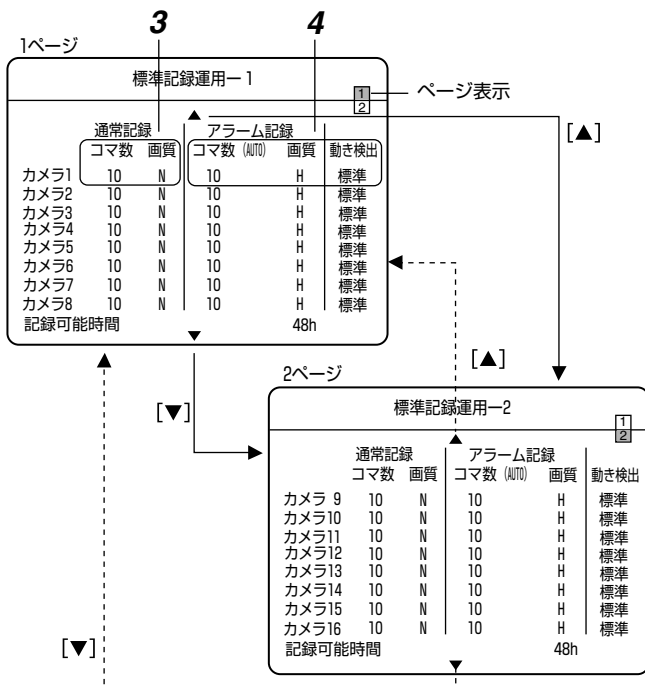 3 4
1ページ
標準記録運用ー1
1
2
ページ表示
▲
[▲]
通常記録 アラーム記録
コマ数 画質 コマ数 (AUTO) 画質 動き検出
カメラ1 10 N 10 H 標準
カメラ2 10 N 10 H 標準
カメラ3 10 N 10 H 標準
カメラ4 10 N 10 H 標準
カメラ5 10 N 10 H 標準
カメラ6 10 N 10 H 標準
カメラ7 10 N 10 H 標準
カメラ8 10 N 10 H 標準
記録可能時間 48h
▼
[▲]
2ページ
[▼]
標準記録運用ー2
1
2
▲
通常記録 アラーム記録
コマ数 画質 コマ数 (AUTO) 画質 動き検出
カメラ 9 10 N 10 H 標準
カメラ10 10 N 10 H 標準
カメラ11 10 N 10 H 標準
カメラ12 10 N 10 H 標準
カメラ13 10 N 10 H 標準
カメラ14 10 N 10 H 標準
カメラ15 10 N 10 H 標準
カメラ16 10 N 10 H 標準
記録可能時間 48h
▼
[▼]